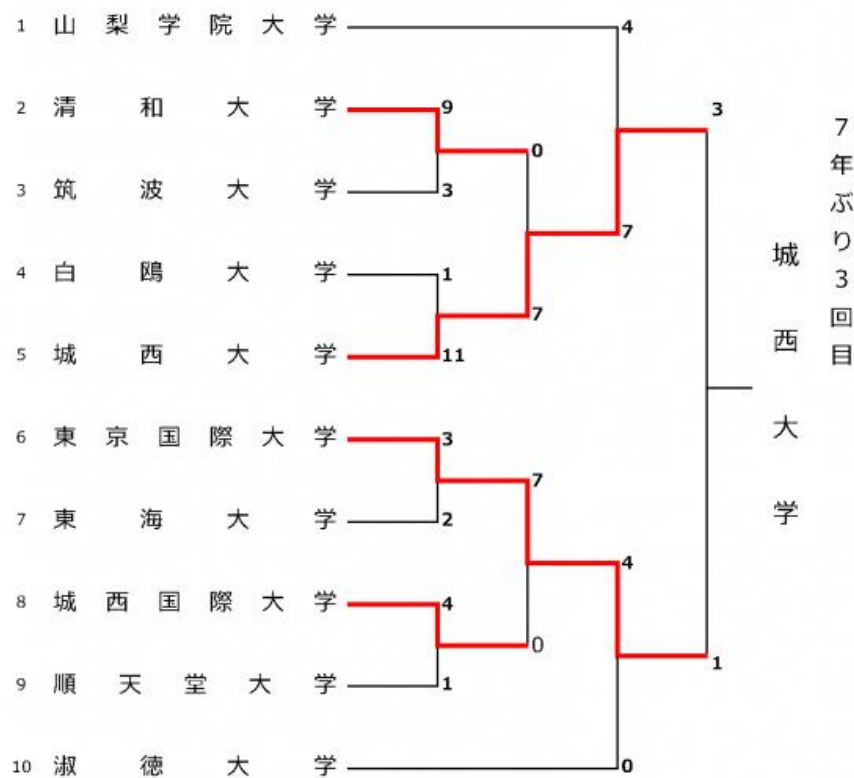 1 山梨学院大学
4
2 清和大学
9
3
0
3 筑波大学
3
4 白鴎大学
1
7
7
5 城西大学
11
6 東京国際大学
3
7
7 東海大学
2
4
8 城西国際大学
4
0
1
9 順天堂大学
1
10 淑徳大学
0
城西大学
7年ぶり3回目